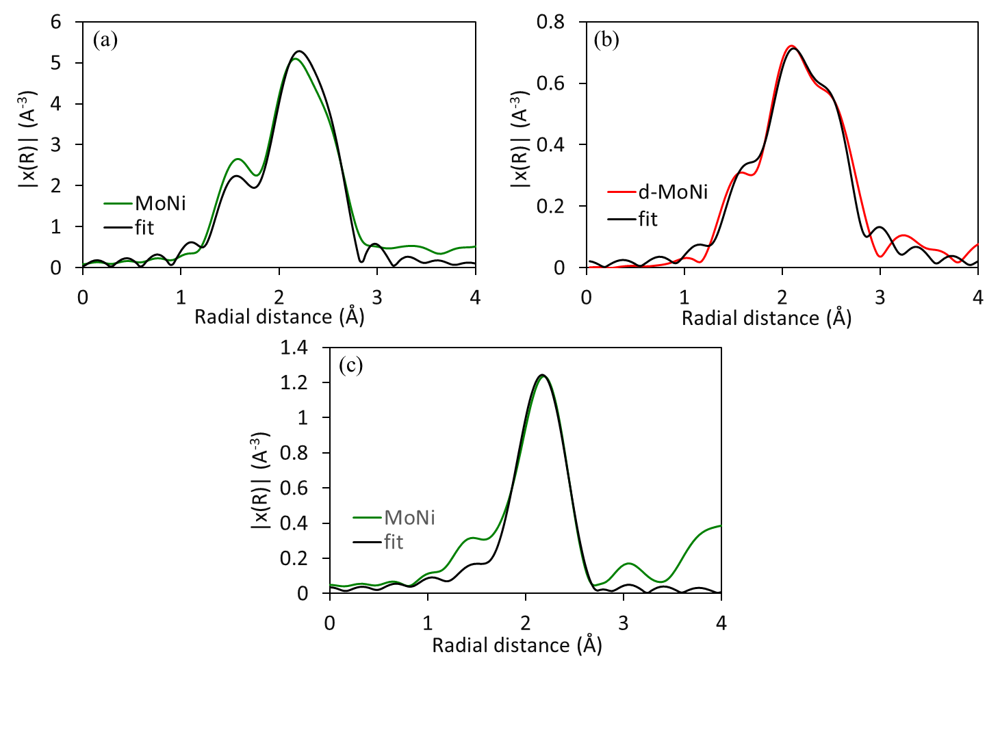 (a)
6
5
4
3
2
1
0
|x(R)| (A-3)
MoNi
fit
0 1 2 3 4
Radial distance (Å)
(b)
0.8
0.6
0.4
0.2
0
|x(R)| (A-3)
d-MoNi
fit
0 1 2 3 4
Radial distance (Å)
(c)
1.4
1.2
1
0.8
0.6
0.4
0.2
0
|x(R)| (A-3)
MoNi
fit
0 1 2 3 4
Radial distance (Å)